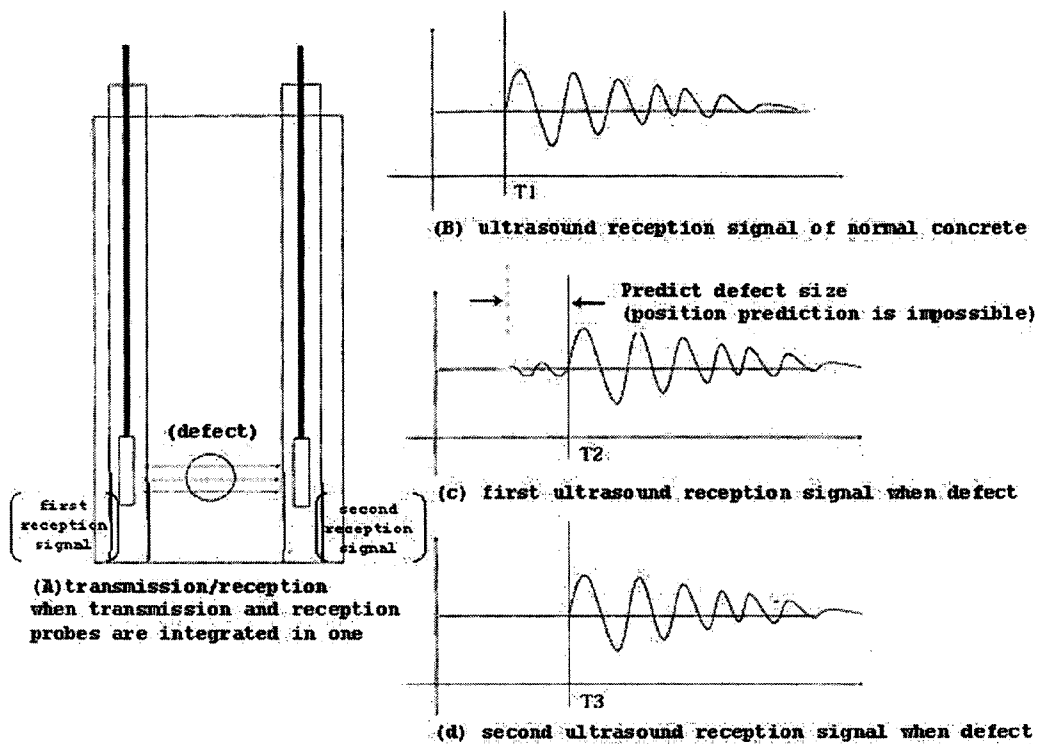 (defect)
first
reception
signal
second
reception
signal
(A)transmission/reception
when transmission and reception
probes are integrated in one
T1
(B) ultrasound reception signal of normal concrete
Predict defect size
(position prediction is impossible)
T2
(c) first ultrasound reception signal when defect
T3
(d) second ultrasound reception signal when defect